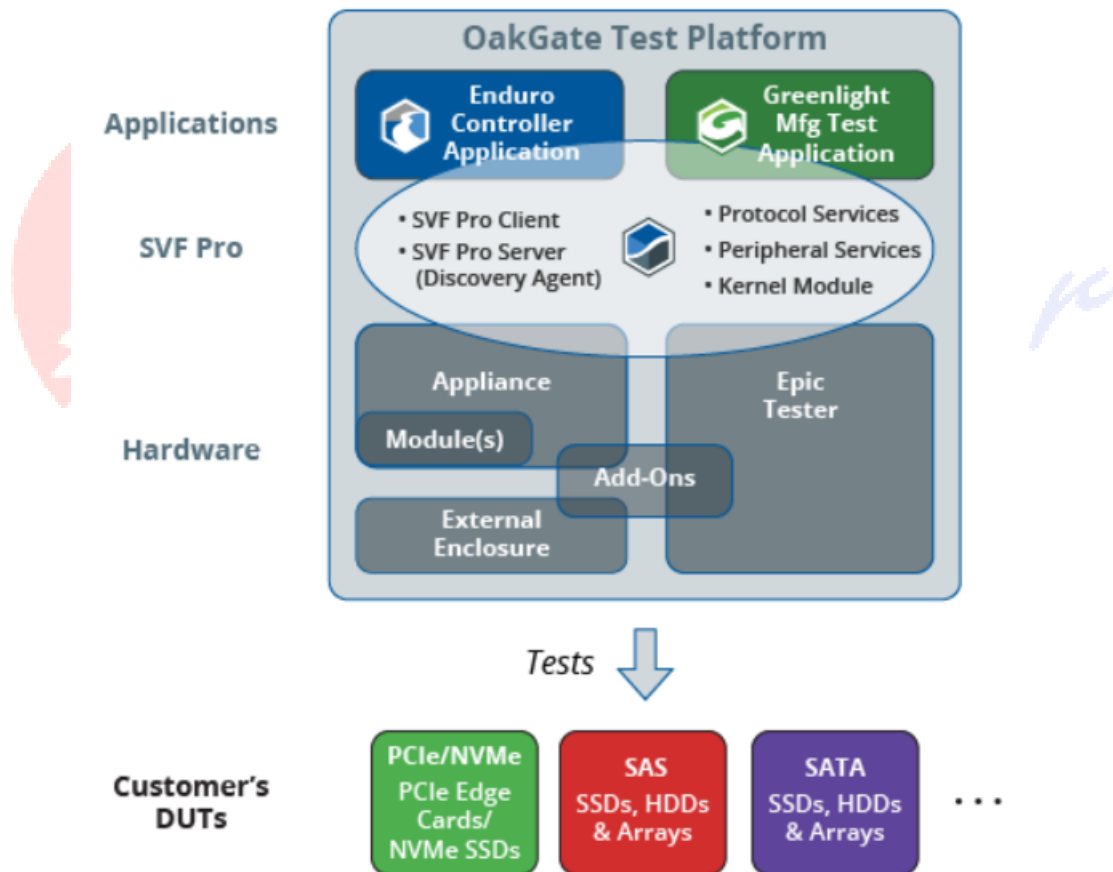 OakGate Test Platform
Applications
Enduro
Controller
Application
Greenlight
Mfg Test
Application
SVF Pro
• SVF Pro Client
• SVF Pro Server
(Discovery Agent)
• Protocol Services
• Peripheral Services
• Kernel Module
Hardware
Appliance
Module(s)
Add-Ons
External
Enclosure
Epic
Tester
Tests
Customer's
DUTs
PCIe/NVMe
PCIe Edge
Cards/
NVMe SSDs
SAS
SSDs, HDDs
& Arrays
SATA
SSDs, HDDs
& Arrays
...